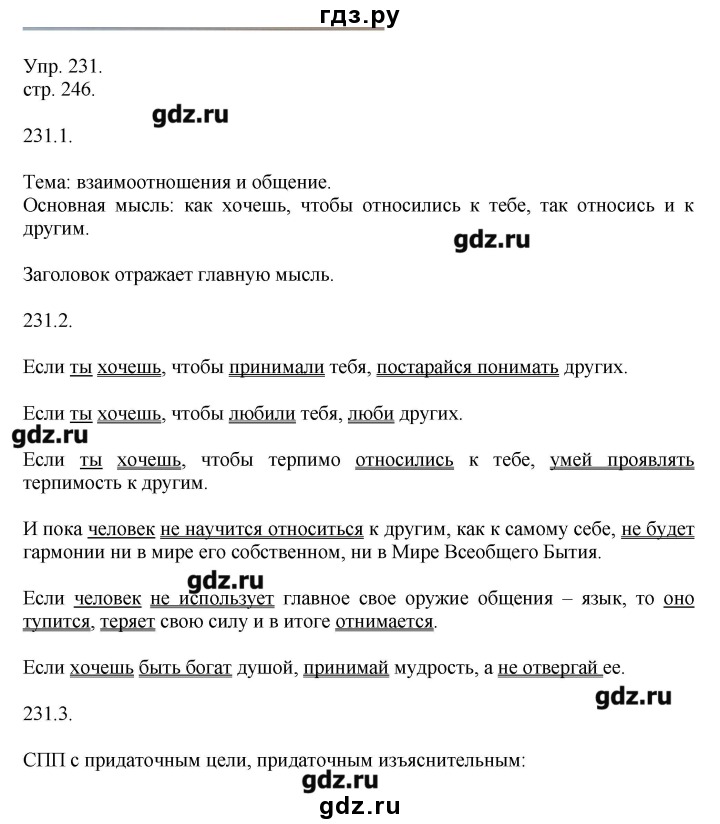 гдз.ру
Упр. 231.
стр. 246.
gdz.ru
231.1.
Тема: взаимоотношения и общение.
Основная мысль: как хочешь, чтобы относились к тебе, так относись и к
другим.
gdz.ru
Заголовок отражает главную мысль.
231.2.
Если ты хочешь, чтобы принимали тебя, постарайся понимать других.
Если ты хочешь, чтобы любили тебя, люби других.
gdz.ru
Если ты хочешь, чтобы терпимо относились к тебе, умей проявлять
терпимость к другим.
И пока человек не научится относиться к другим, как к самому себе, не будет
гармонии ни в мире его собственном, ни в Мире Всеобщего Бытия.
gdz.ru
Если человек не использует главное свое оружие общения – язык, то оно
тупится, теряет свою силу и в итоге отнимается.
Если хочешь быть богат душой, принимай мудрость, а не отвергай ее.
gdz.ru
231.3.
СПП с придаточным цели, придаточным изъяснительным:
gdz.ru
gdz.ru